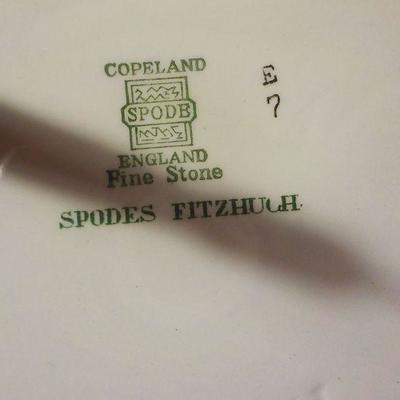 COPELAND
SPODE
ENGLAND
Fine Stone
SPODES FITZHUGH
E
7